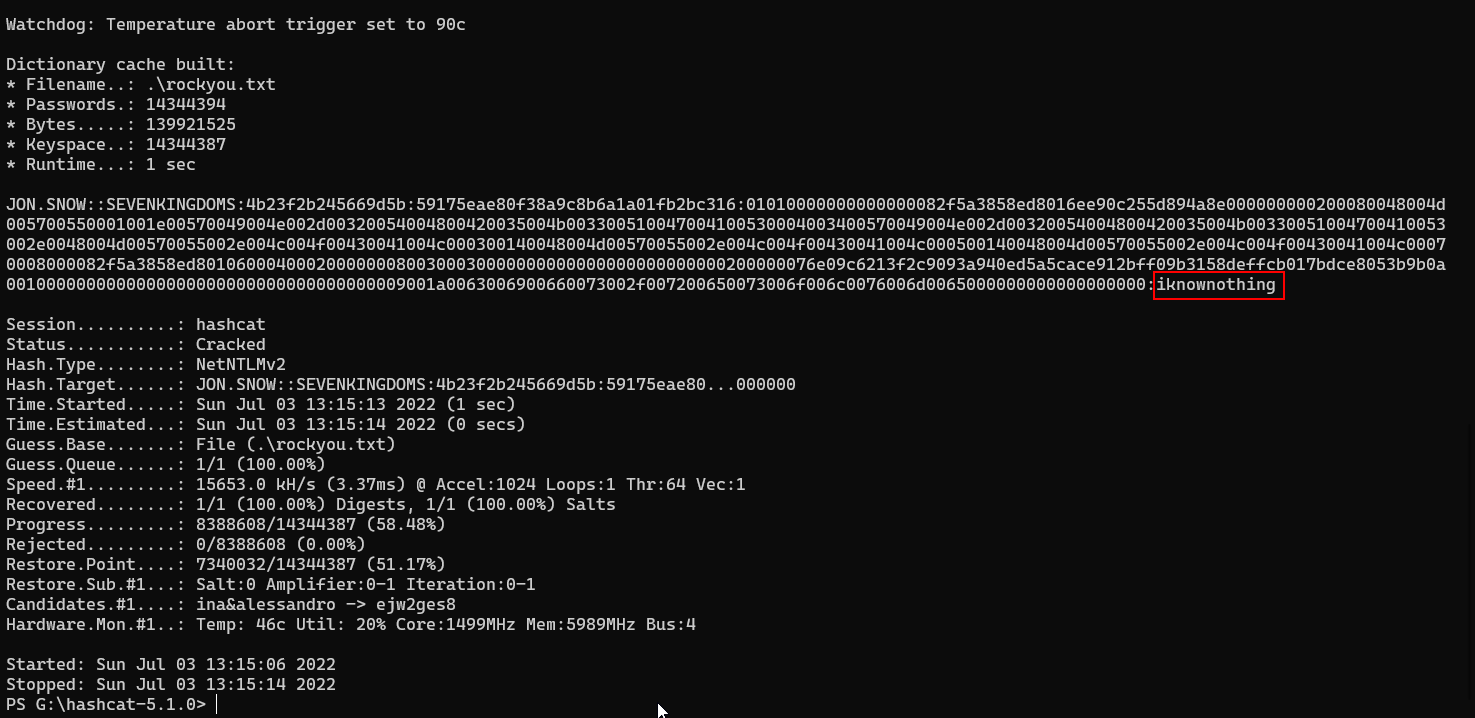 Watchdog: Temperature abort trigger set to 90c
Dictionary cache built:
* Filename..: .\rockyou.txt
* Passwords.: 14344394
* Bytes.....: 139921525
* Keyspace..: 14344387
* Runtime...: 1 sec
JON.SNOW::SEVENKINGDOMS:4b23f2b245669d5b:59175eae80f38a9c8b6a1a01fb2bc316:01010000000000000082f5a3858ed8016ee90c255d894a8e0000000002000800480004d
005700550001001e00570049004e002d00320054004800420035004b003300510047004100530004003400570049004e002d00320054004800420035004b00330051004700410053
002e0048004d00570055002e004c004f00430041004c000300140048004d00570055002e004c004f00430041004c000500140048004d00570055002e004c004f00430041004c00070
0080000082f5a3858ed80106000400020000000800300030000000000000000000000000200000076e09c6213f2c9093a940ed5a5cace912bff09b3158deffcb017bdce8053b9b0a
001000000000000000000000000000000000000009001a0063006900660073002f007200650073006f006c0076006d00650000000000000000000:iknownothing
Session..........: hashcat
Status...........: Cracked
Hash.Type........: NetNTLMv2
Hash.Target......: JON.SNOW::SEVENKINGDOMS:4b23f2b245669d5b:59175eae80...000000
Time.Started.....: Sun Jul 03 13:15:13 2022 (1 sec)
Time.Estimated...: Sun Jul 03 13:15:14 2022 (0 secs)
Guess.Base.......: File (.\rockyou.txt)
Guess.Queue......: 1/1 (100.00%)
Speed.#1.........: 15653.0 kH/s (3.37ms) @ Accel:1024 Loops:1 Thr:64 Vec:1
Recovered........: 1/1 (100.00%) Digests, 1/1 (100.00%) Salts
Progress.........: 8388608/14344387 (58.48%)
Rejected.........: 0/8388608 (0.00%)
Restore.Point....: 7340032/14344387 (51.17%)
Restore.Sub.#1...: Salt:0 Amplifier:0-1 Iteration:0-1
Candidates.#1....: ina&alessandro -> ejw2ges8
Hardware.Mon.#1..: Temp: 46c Util: 20% Core:1499MHz Mem:5989MHz Bus:4
Started: Sun Jul 03 13:15:06 2022
Stopped: Sun Jul 03 13:15:14 2022
PS G:\hashcat-5.1.0>